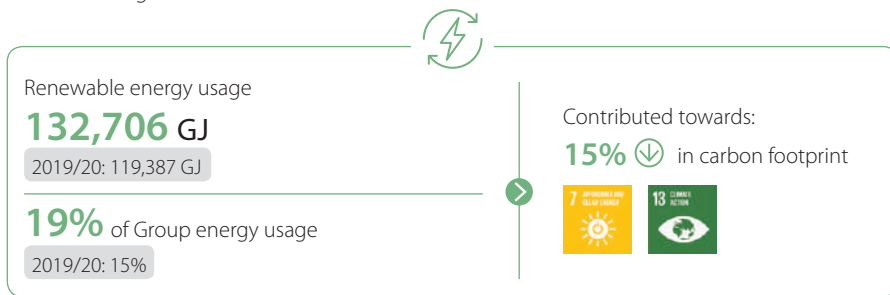 Renewable energy usage
132,706 GJ
2019/20: 119,387 GJ
19% of Group energy usage
2019/20: 15%
Contributed towards:
15% in carbon footprint
7 AFFORDABLE AND CLEAN ENERGY
13 CLIMATE ACTION